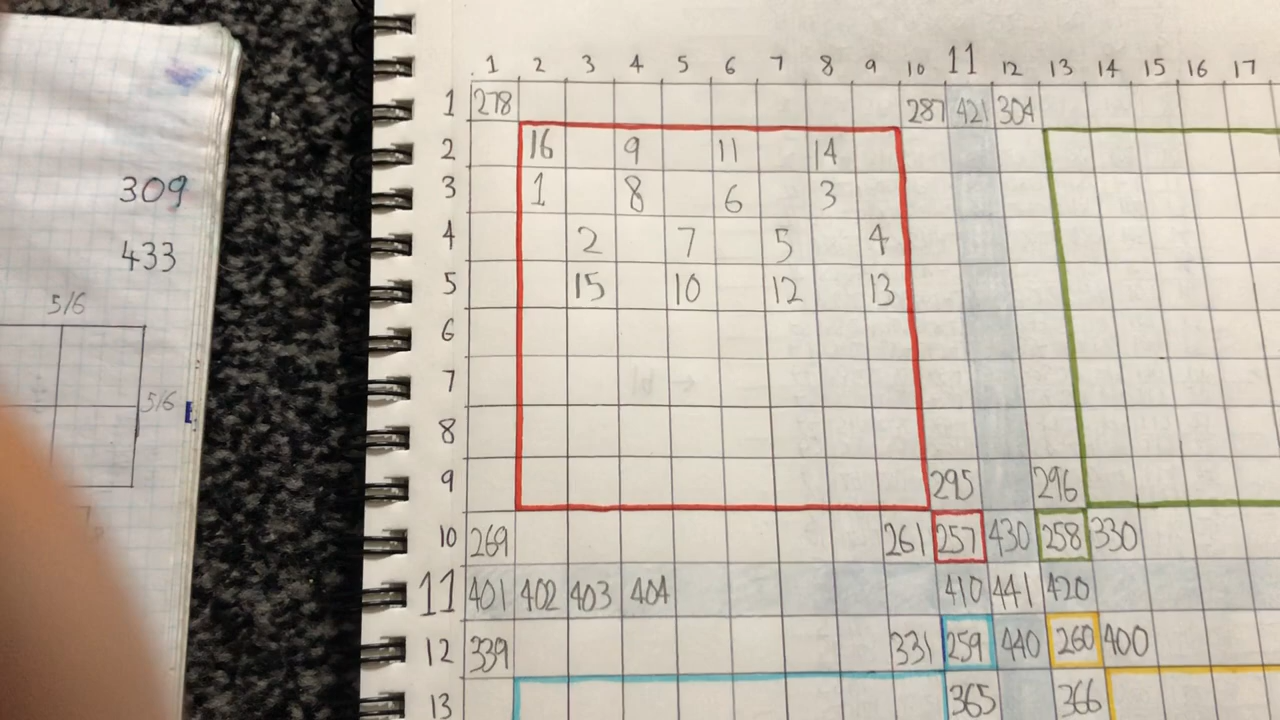 309
433
5/6
5/6
1 2 3 4 5 6 7 8 9 10 11 12 13 14 15 16 17
1 278 287 421 304
2 16 9 11 14
3 1 8 6 3
4 2 7 5 4
5 15 10 12 13
6
7
8
9 295 296
10 269 261 257 430 258 330
11 401 402 403 404 410 441 420
12 339 331 259 440 260 400
13 365 366